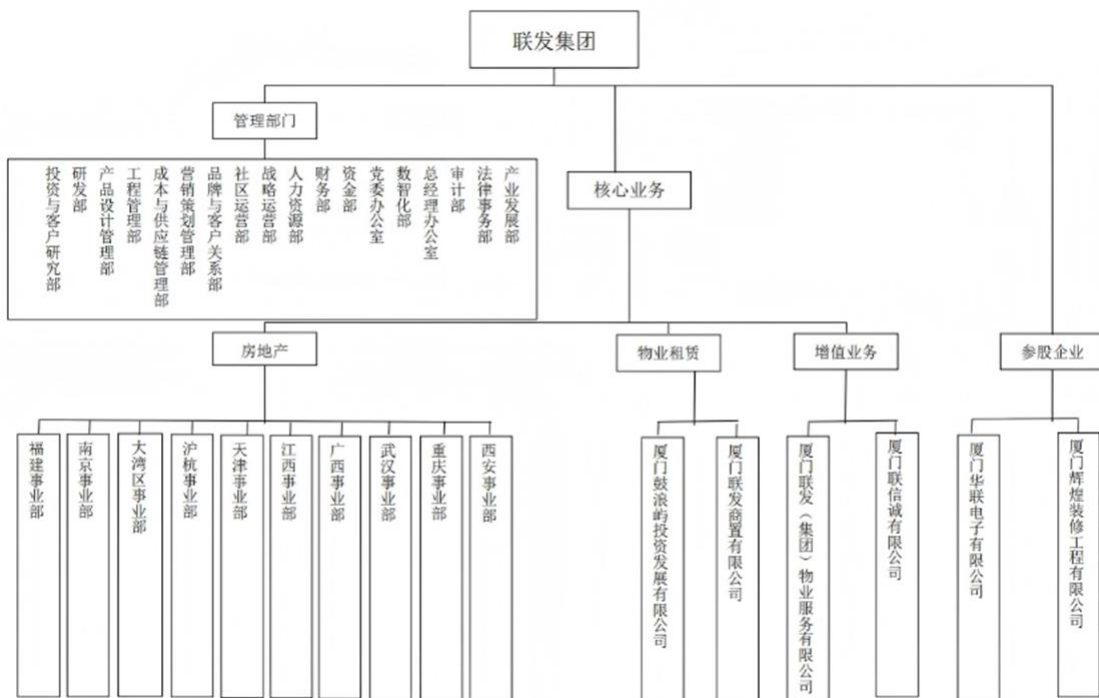 联发集团
管理部门
投资与客户研究部
研发部
产品设计管理部
工程管理部
成本与供应链管理部
营销策划管理部
品牌与客户关系部
社区运营部
战略运营部
人力资源部
财务部
资金部
党委办公室
数智化部
总经理办公室
审计部
法律事务部
产业发展部
核心业务
房地产
物业租赁
增值业务
参股企业
福建事业部
南京事业部
大湾区事业部
沪杭事业部
天津事业部
江西事业部
广西事业部
武汉事业部
重庆事业部
西安事业部
厦门鼓浪屿投资发展有限公司
厦门联发商置有限公司
厦门联发（集团）物业服务有限公司
厦门联信诚有限公司
厦门华联电子有限公司
厦门辉煌装修工程有限公司